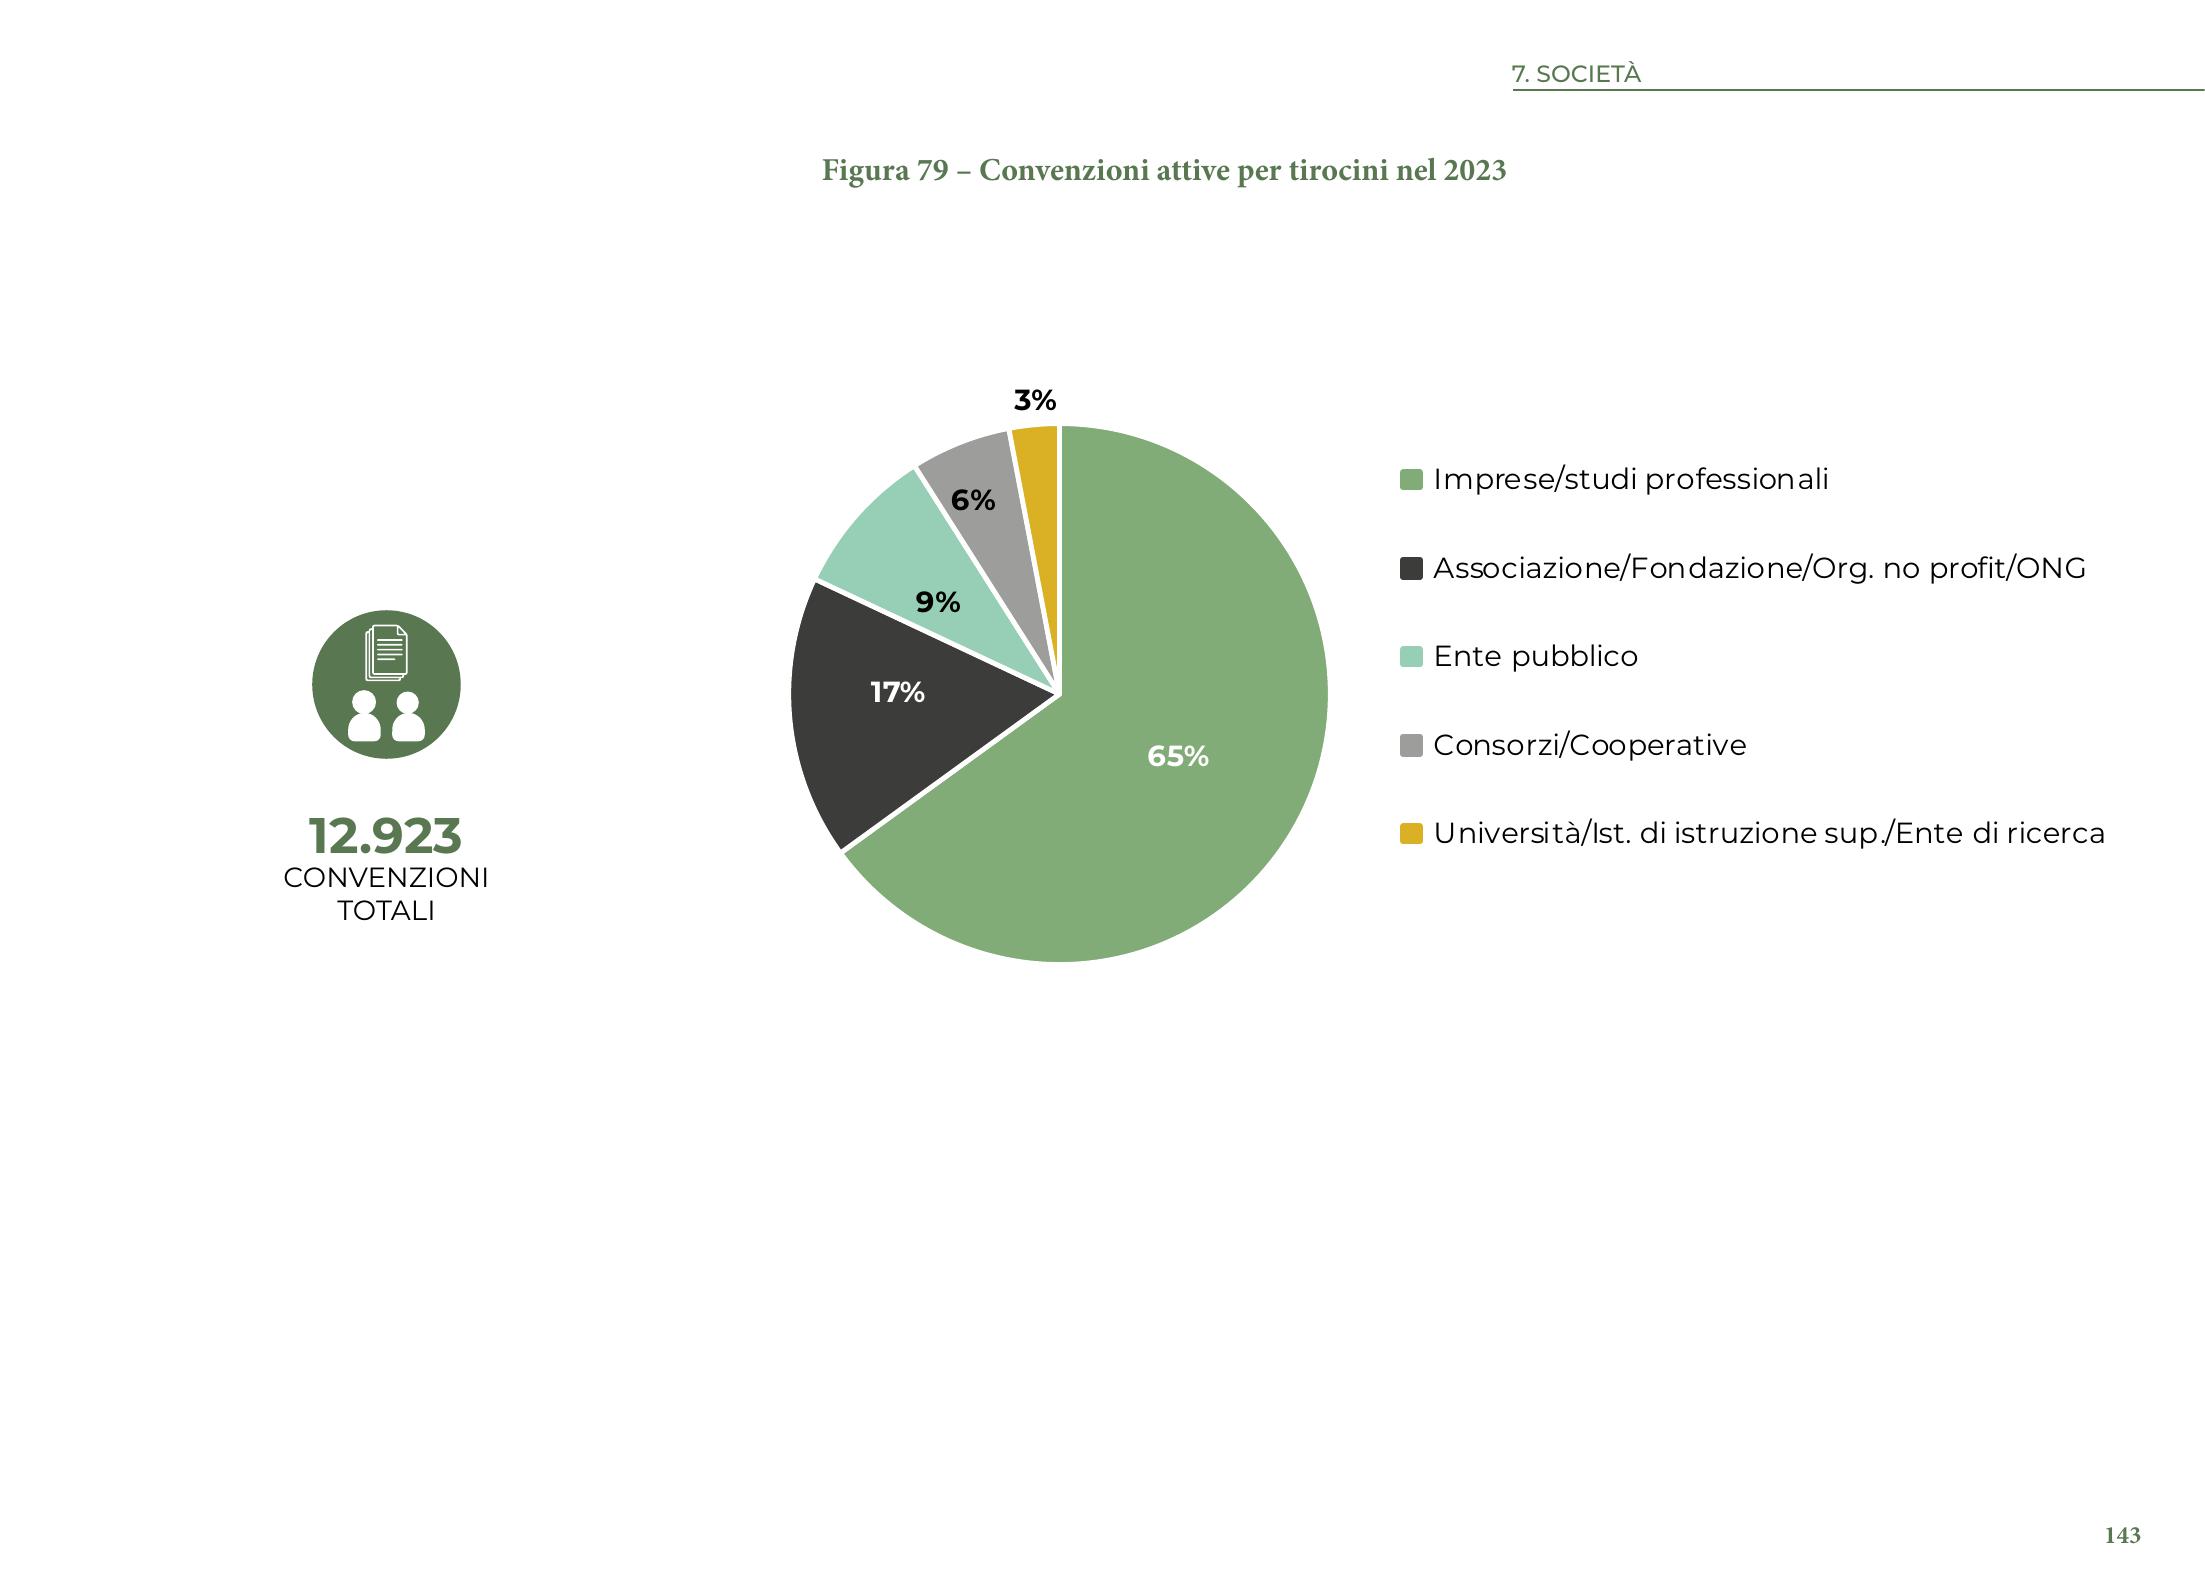 7. SOCIETÀ
Figura 79 – Convenzioni attive per tirocini nel 2023
3%
6%
9%
17%
65%
Imprese/studi professionali
Associazione/Fondazione/Org. no profit/ONG
Ente pubblico
Consorzi/Cooperative
Università/Ist. di istruzione sup./Ente di ricerca
12.923
CONVENZIONI
TOTALI
143